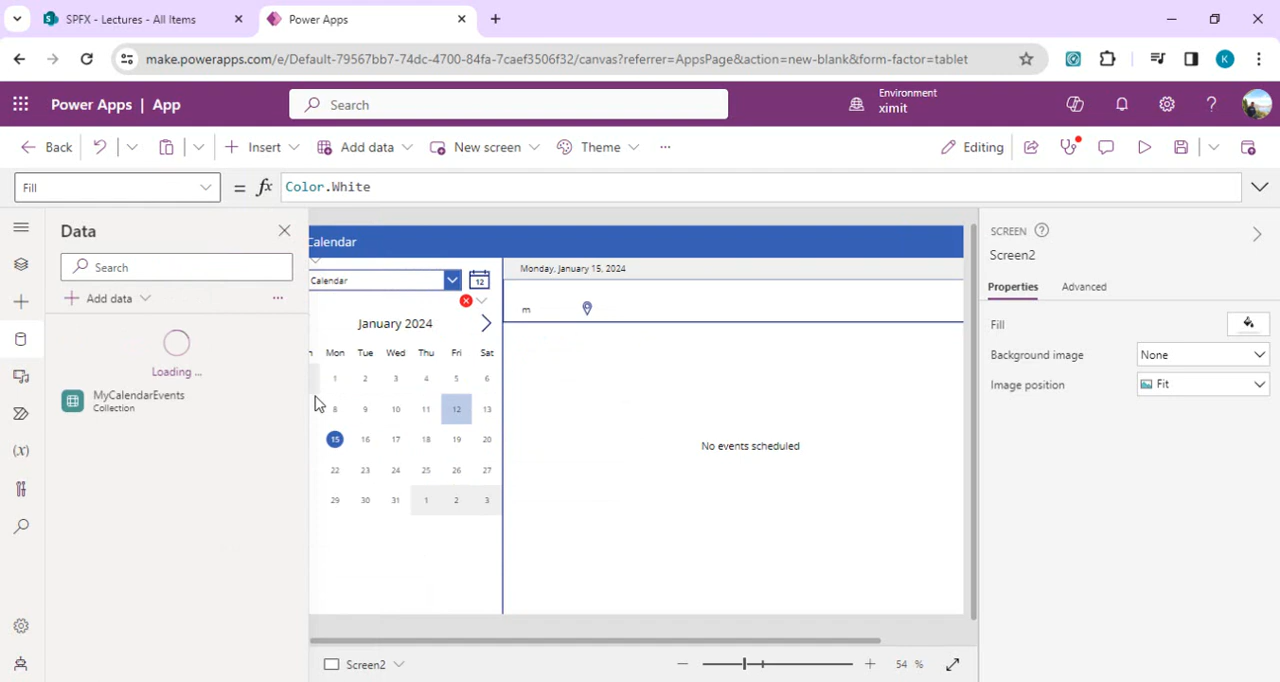 SPFX - Lectures - All Items
Power Apps
make.powerapps.com/e/Default-79567bb7-74dc-4700-84fa-7caef3506f32/canvas?referrer=AppsPage&action=new-blank&form-factor=tablet
K
Power Apps | App
Search
Environment
ximit
Back
Insert
Add data
New screen
Theme
Editing
Fill
= fx
Color.White
Data
Search
Add data
Loading ...
MyCalendarEvents
Collection
Calendar
Calendar
12
January 2024
Mon Tue Wed Thu Fri Sat
1 2 3 4 5 6
8 9 10 11 12 13
15 16 17 18 19 20
22 23 24 25 26 27
29 30 31 1 2 3
Monday, January 15, 2024
m
No events scheduled
Screen2
54 %
SCREEN
Screen2
Properties
Advanced
Fill
Background image
None
Image position
Fit